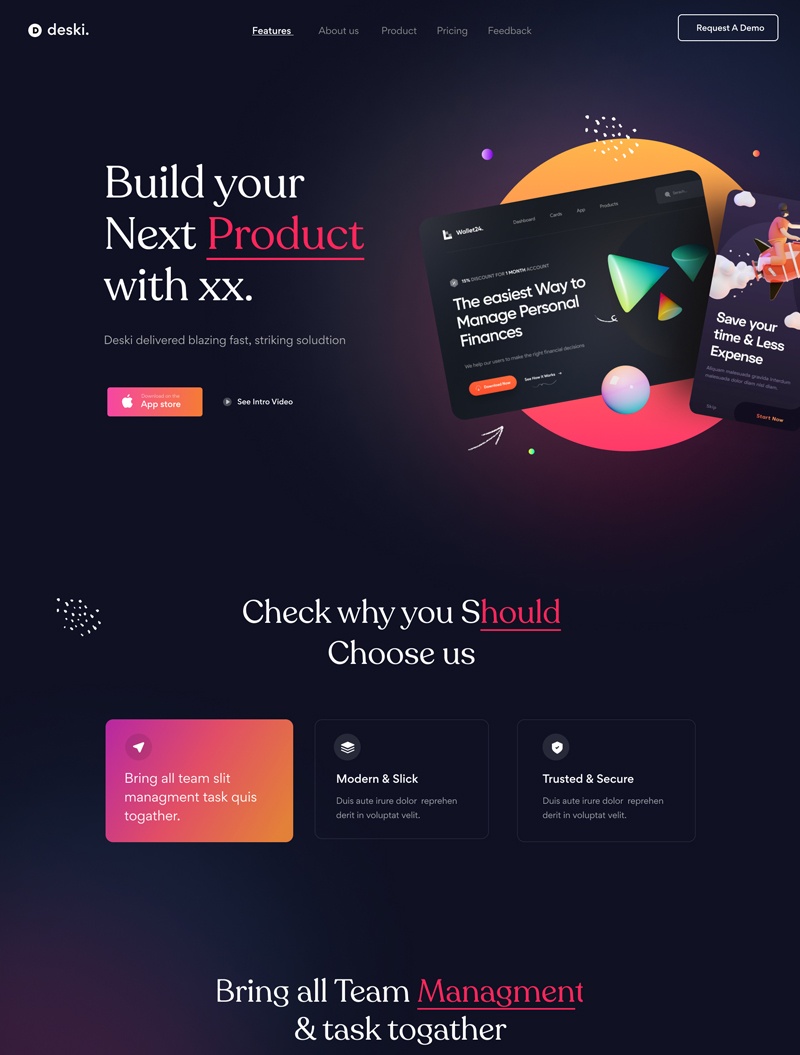 D deski.
Features About us Product Pricing Feedback
Request A Demo
Build your
Next Product
with xx.
Deski delivered blazing fast, striking soludtion
Download on the
App store
See Intro Video
Wallet24.
Dashboard Cards App Products
Search..
15% DISCOUNT FOR 1 MONTH ACCOUNT
The easiest Way to
Manage Personal
Finances
We help our users to make the right financial decisions
Download Now
See How It Works
Save your
time & Less
Expense
Aliquam malesuada gravida interdum
malesuada dolor ullam nisi diam.
Skip
Start Now
Check why you Should
Choose us
Bring all team slit
managment task quis
togather.
Modern & Slick
Duis aute irure dolor reprehen
derit in voluptat velit.
Trusted & Secure
Duis aute irure dolor reprehen
derit in voluptat velit.
Bring all Team Managment
& task togather